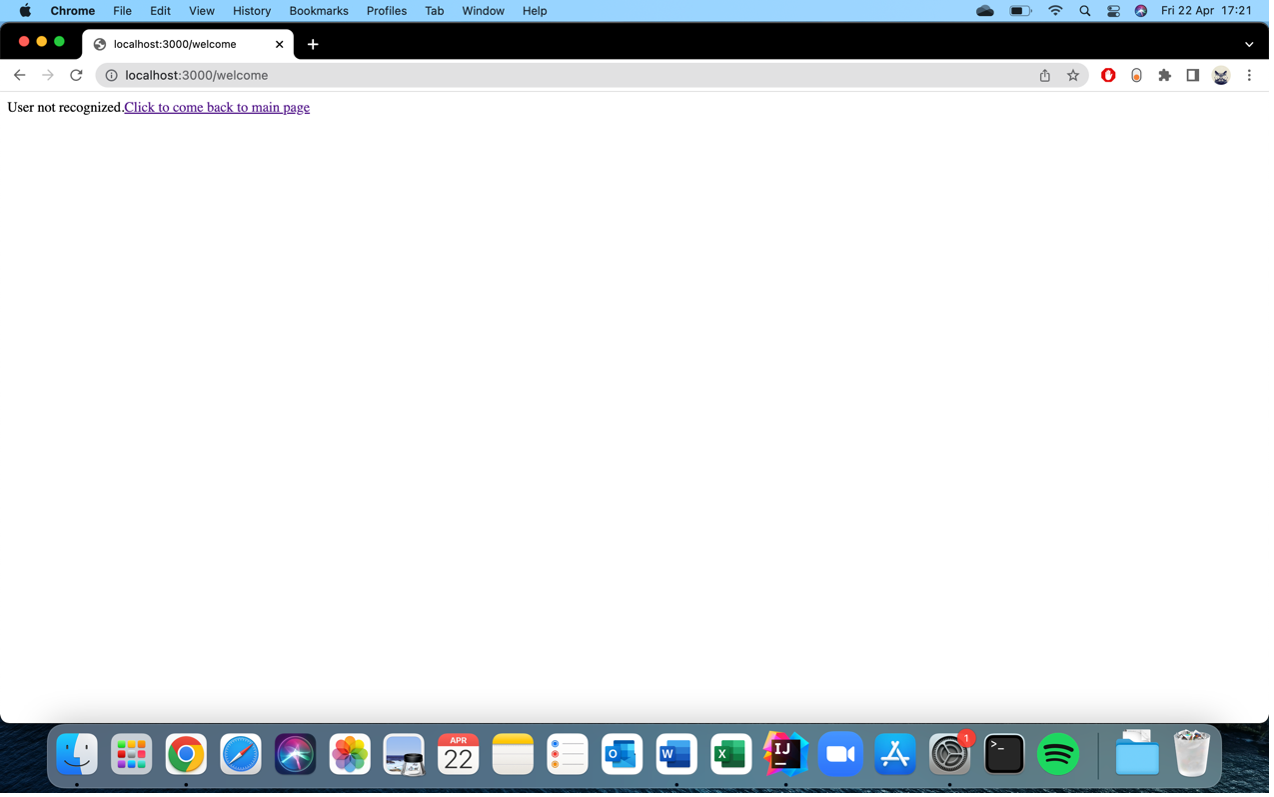 Chrome File Edit View History Bookmarks Profiles Tab Window Help Fri 22 Apr 17:21
localhost:3000/welcome
localhost:3000/welcome
User not recognized.Click to come back to main page
APR
22
O
W
X
IJ
1
>_